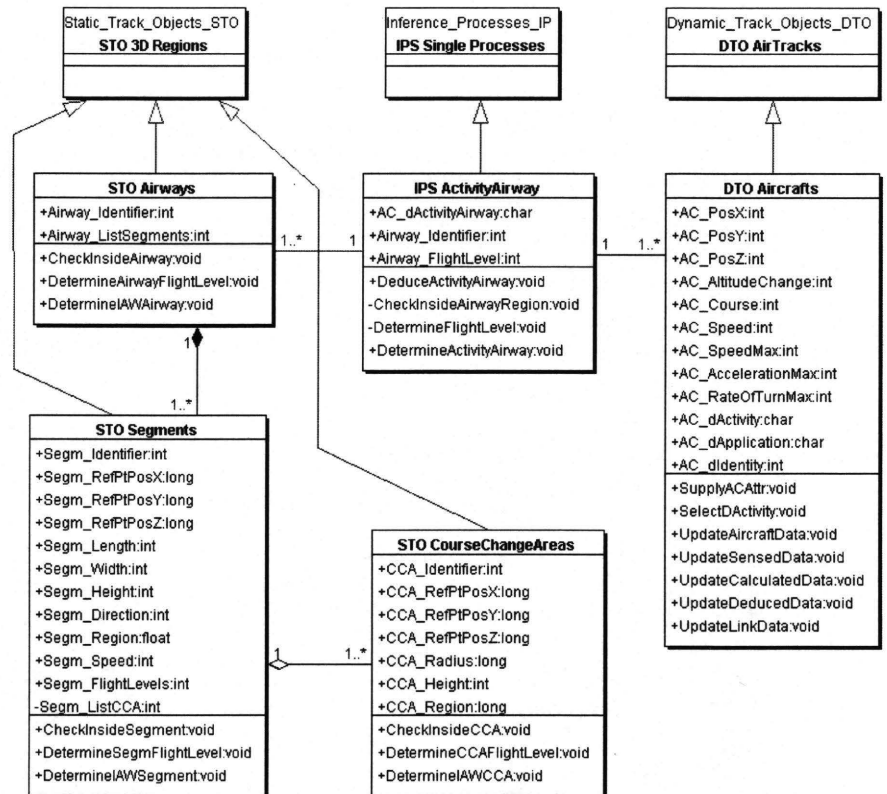 Static_Track_Objects_STO
STO 3D Regions
Inference_Processes_IP
IPS Single Processes
Dynamic_Track_Objects_DTO
DTO AirTracks
STO Airways
+Airway_Identifier:int
+Airway_ListSegments:int
+CheckInsideAirway:void
+DetermineAirwayFlightLevel:void
+DetermineIAWAirway:void
1..*
1
IPS ActivityAirway
+AC_dActivityAirway:char
+Airway_Identifier:int
+Airway_FlightLevel:int
+DeduceActivityAirway:void
-CheckInsideAirwayRegion:void
-DetermineFlightLevel:void
+DetermineActivityAirway:void
1
1..*
DTO Aircrafts
+AC_PosX:int
+AC_PosY:int
+AC_PosZ:int
+AC_AltitudeChange:int
+AC_Course:int
+AC_Speed:int
+AC_SpeedMax:int
+AC_AccelerationMax:int
+AC_RateOfTurnMax:int
+AC_dActivity:char
+AC_dApplication:char
+AC_dIdentity:int
+SupplyACAttr:void
+SelectDActivity:void
+UpdateAircraftData:void
+UpdateSensedData:void
+UpdateCalculatedData:void
+UpdateDeducedData:void
+UpdateLinkData:void
1
1..*
STO Segments
+Segm_Identifier:int
+Segm_RefPtPosX:long
+Segm_RefPtPosY:long
+Segm_RefPtPosZ:long
+Segm_Length:int
+Segm_Width:int
+Segm_Height:int
+Segm_Direction:int
+Segm_Region:float
+Segm_Speed:int
+Segm_FlightLevels:int
-Segm_ListCCA:int
+CheckInsideSegment:void
+DetermineSegmFlightLevel:void
+DetermineIAWSegment:void
1
1..*
STO CourseChangeAreas
+CCA_Identifier:int
+CCA_RefPtPosX:long
+CCA_RefPtPosY:long
+CCA_RefPtPosZ:long
+CCA_Radius:long
+CCA_Height:int
+CCA_Region:long
+CheckInsideCCA:void
+DetermineCCAFlightLevel:void
+DetermineIAWCCA:void